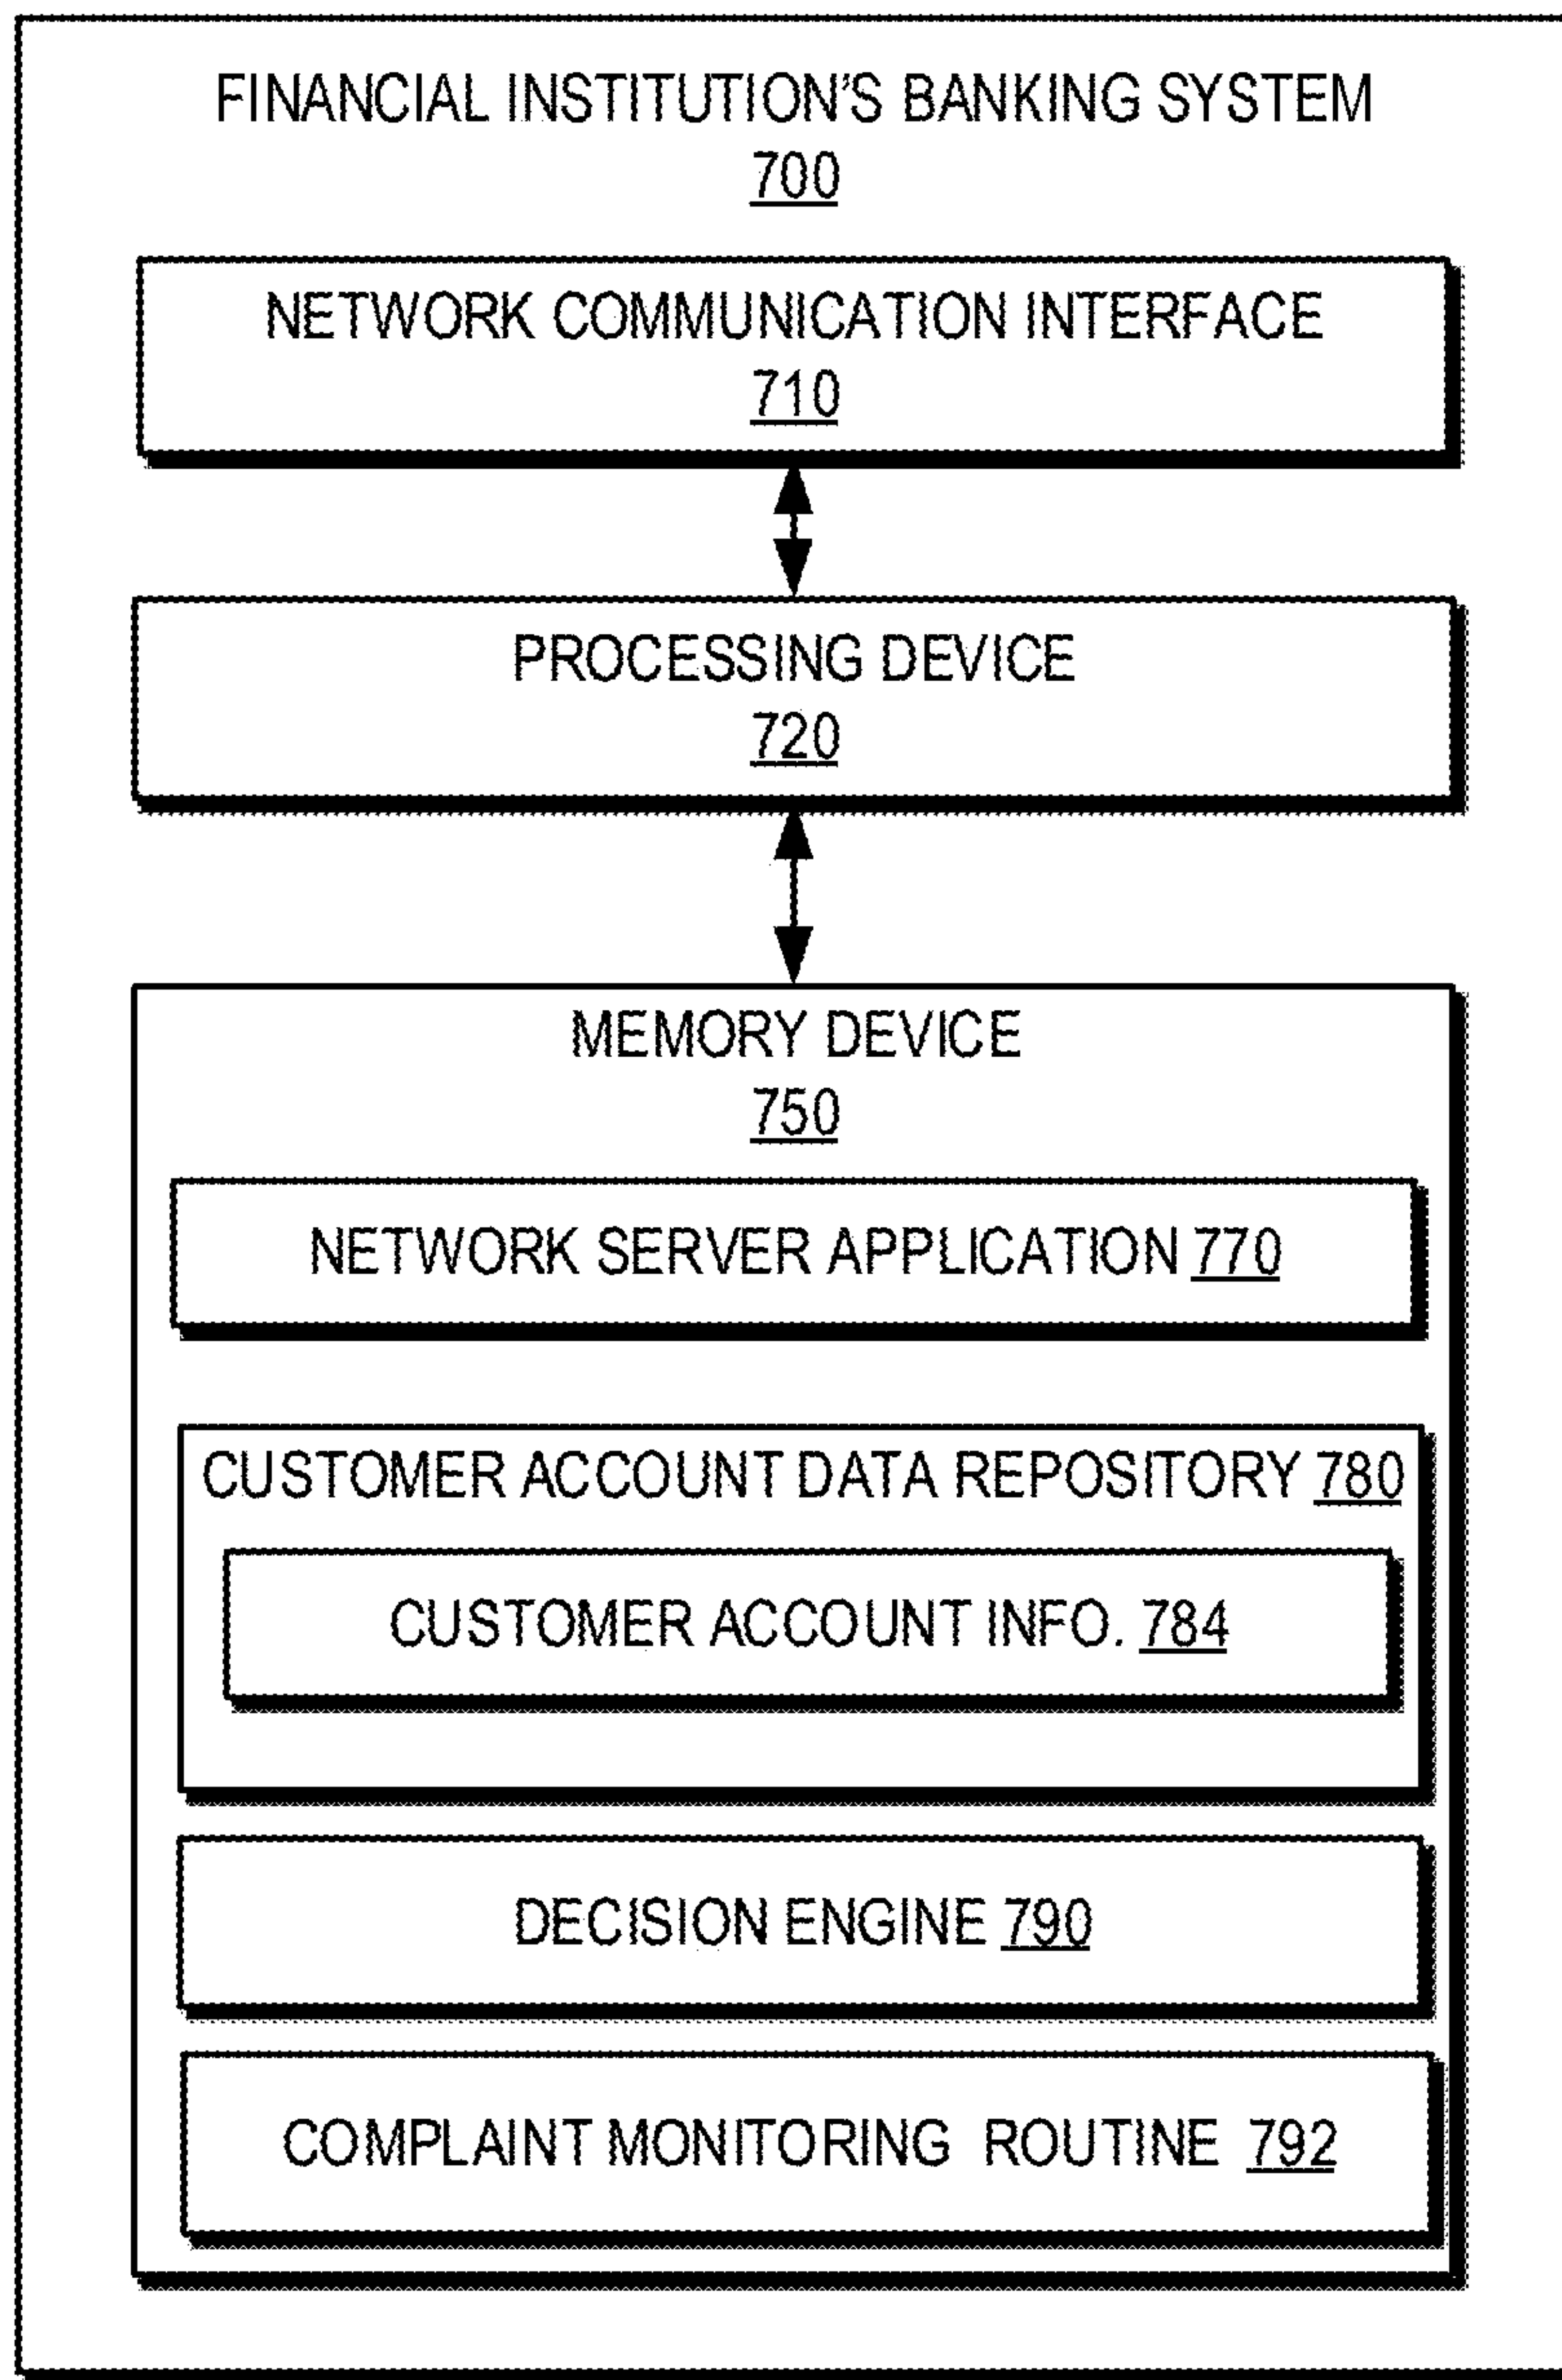 FINANCIAL INSTITUTION'S BANKING SYSTEM
700
NETWORK COMMUNICATION INTERFACE
710
PROCESSING DEVICE
720
MEMORY DEVICE
750
NETWORK SERVER APPLICATION 770
CUSTOMER ACCOUNT DATA REPOSITORY 780
CUSTOMER ACCOUNT INFO. 784
DECISION ENGINE 790
COMPLAINT MONITORING ROUTINE 792